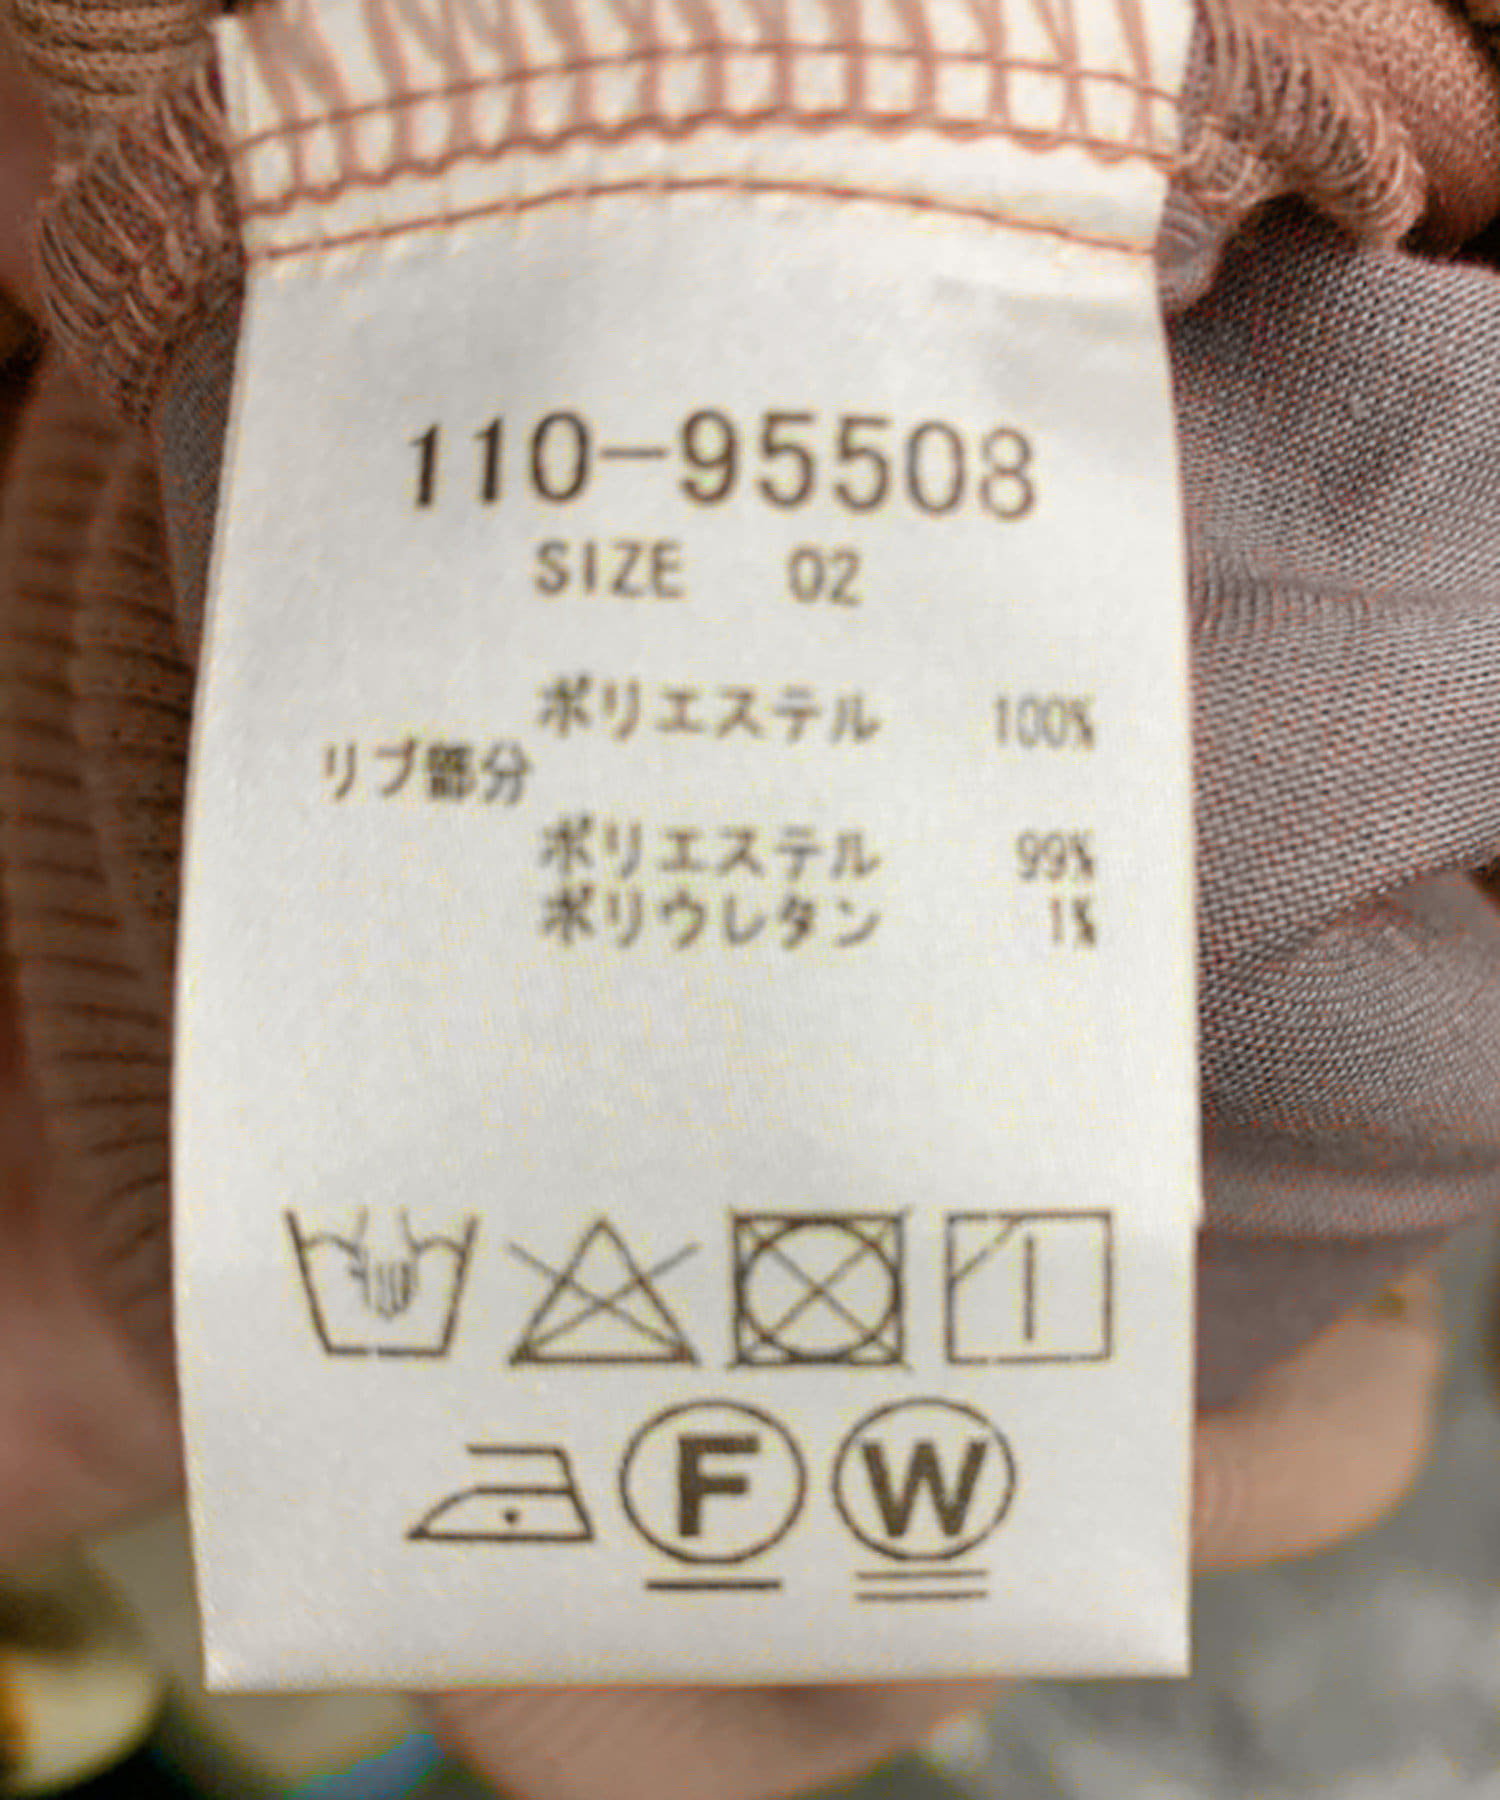 110-95508
SIZE 02
ポリエステル 100%
リブ部分
ポリエステル 99%
ポリウレタン 1%
F W